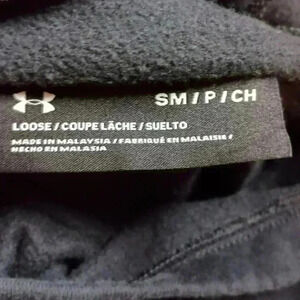 SM / P / CH
LOOSE / COUPE LÂCHE / SUELTO
MADE IN MALAYSIA / FABRIQUÉ EN MALAISIE /
HECHO EN MALASIA